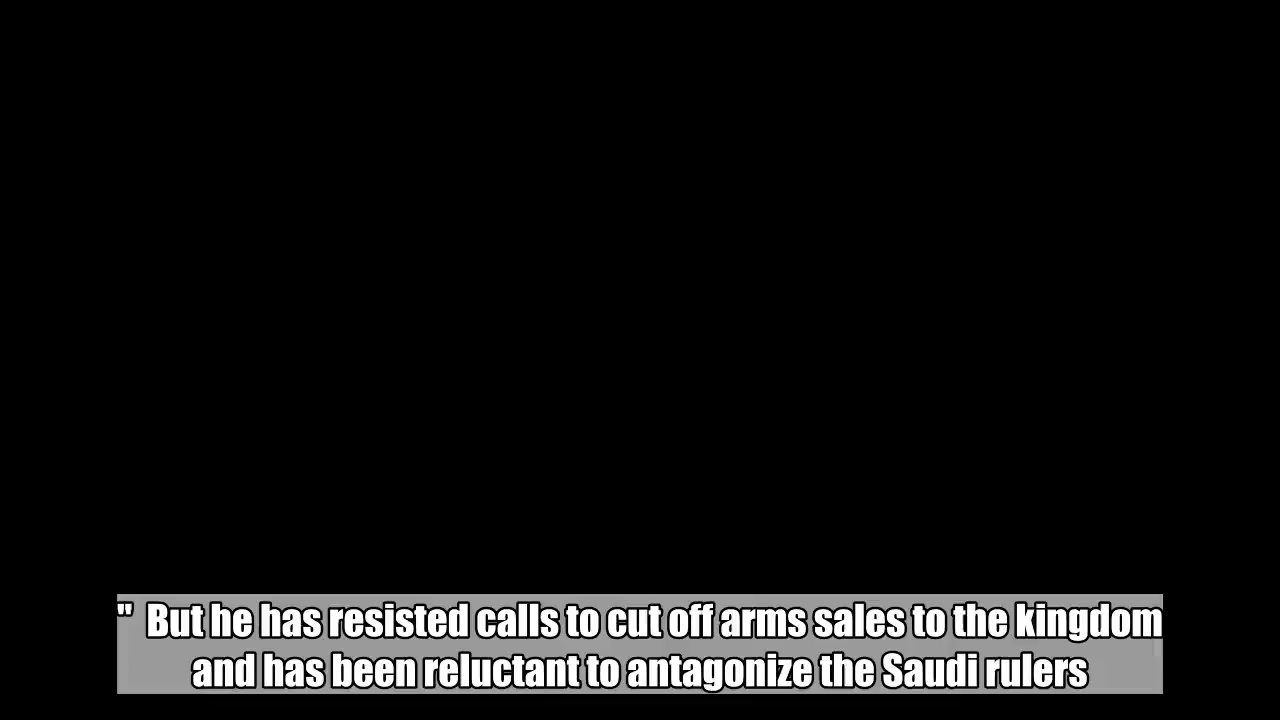 " But he has resisted calls to cut off arms sales to the kingdom
and has been reluctant to antagonize the Saudi rulers